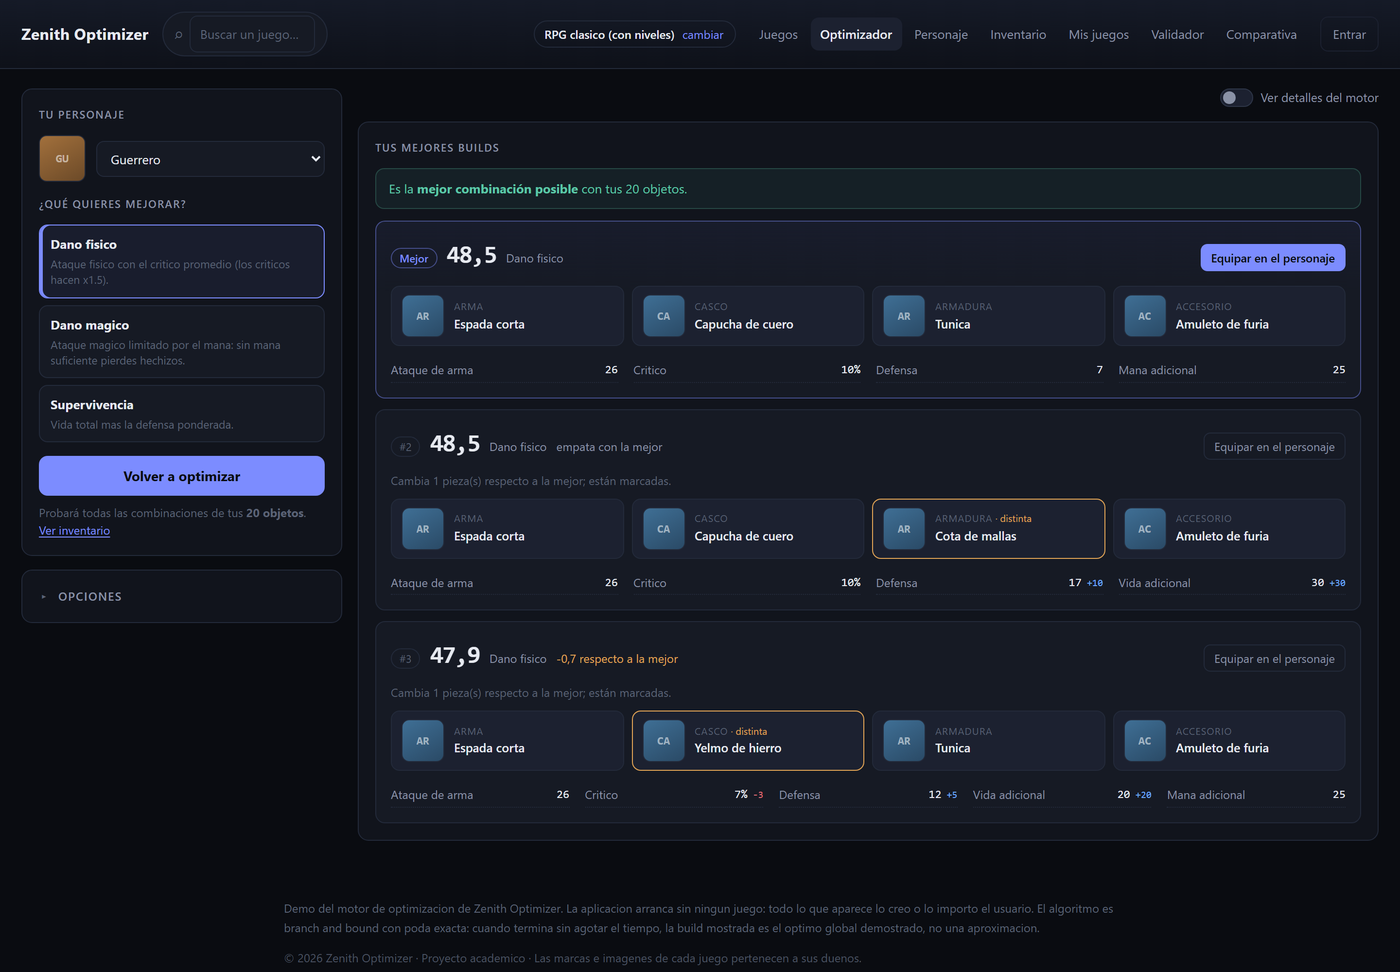 Zenith Optimizer
Buscar un juego...
RPG clasico (con niveles) cambiar
Juegos
Optimizador
Personaje
Inventario
Mis juegos
Validador
Comparativa
Entrar
TU PERSONAJE
GU
Guerrero
¿QUÉ QUIERES MEJORAR?
Dano fisico
Ataque fisico con el critico promedio (los criticos
hacen x1.5).
Dano magico
Ataque magico limitado por el mana: sin mana
suficiente pierdes hechizos.
Supervivencia
Vida total mas la defensa ponderada.
Volver a optimizar
Probará todas las combinaciones de tus 20 objetos.
Ver inventario
OPCIONES
Ver detalles del motor
TUS MEJORES BUILDS
Es la mejor combinación posible con tus 20 objetos.
Mejor 48,5 Dano fisico
Equipar en el personaje
AR
ARMA
Espada corta
CA
CASCO
Capucha de cuero
AR
ARMADURA
Tunica
AC
ACCESORIO
Amuleto de furia
Ataque de arma 26
Critico 10%
Defensa 7
Mana adicional 25
#2 48,5 Dano fisico empata con la mejor
Equipar en el personaje
Cambia 1 pieza(s) respecto a la mejor; están marcadas.
AR
ARMA
Espada corta
CA
CASCO
Capucha de cuero
AR
ARMADURA · distinta
Cota de mallas
AC
ACCESORIO
Amuleto de furia
Ataque de arma 26
Critico 10%
Defensa 17 +10
Vida adicional 30 +30
#3 47,9 Dano fisico -0,7 respecto a la mejor
Equipar en el personaje
Cambia 1 pieza(s) respecto a la mejor; están marcadas.
AR
ARMA
Espada corta
CA
CASCO · distinta
Yelmo de hierro
AR
ARMADURA
Tunica
AC
ACCESORIO
Amuleto de furia
Ataque de arma 26
Critico 7% -3
Defensa 12 +5
Vida adicional 20 +20
Mana adicional 25
Demo del motor de optimizacion de Zenith Optimizer. La aplicacion arranca sin ningun juego: todo lo que aparece lo creo o lo importo el usuario. El algoritmo es
branch and bound con poda exacta: cuando termina sin agotar el tiempo, la build mostrada es el optimo global demostrado, no una aproximacion.
© 2026 Zenith Optimizer · Proyecto academico · Las marcas e imagenes de cada juego pertenecen a sus duenos.